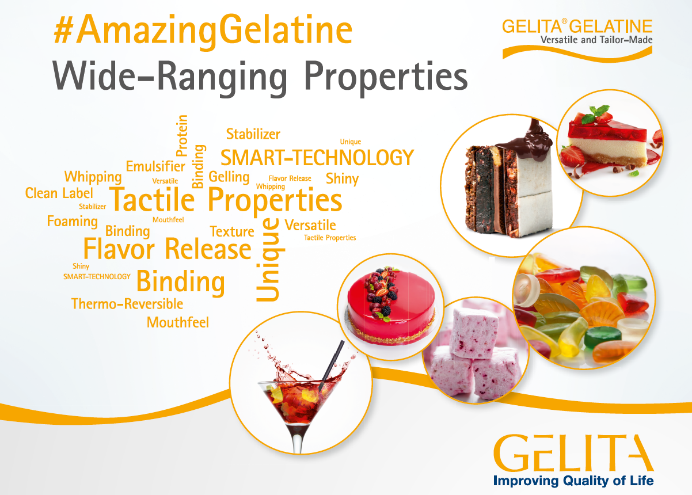 #AmazingGelatine
Wide-Ranging Properties
GELITA® GELATINE
Versatile and Tailor-Made
Protein
Stabilizer
Unique
Binding
SMART-TECHNOLOGY
Emulsifier
Whipping
Versatile
Gelling
Flavor Release
Shiny
Whipping
Clean Label
Tactile Properties
Stabilizer
Mouthfeel
Foaming
Binding
Texture
Unique
Versatile
Tactile Properties
Flavor Release
Shiny
SMART-TECHNOLOGY
Binding
Thermo-Reversible
Mouthfeel
GELITA
Improving Quality of Life